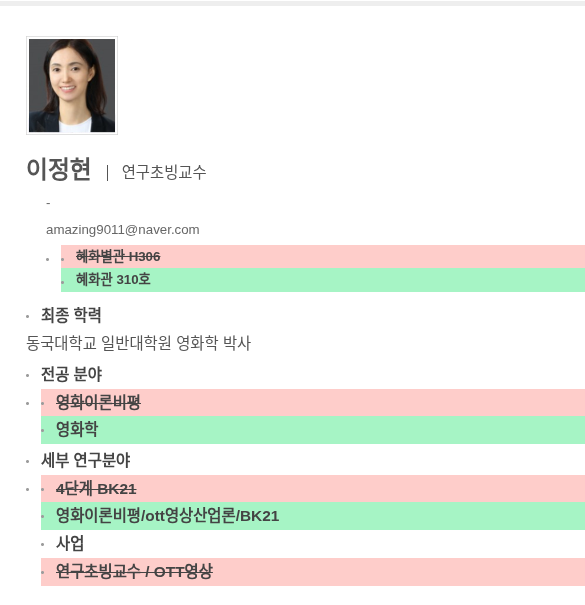 이정현 | 연구초빙교수
-
amazing9011@naver.com
혜화별관 H306
혜화관 310호
최종 학력
동국대학교 일반대학원 영화학 박사
전공 분야
영화이론비평
영화학
세부 연구분야
4단계 BK21
영화이론비평/ott영상산업론/BK21
사업
연구초빙교수 / OTT영상